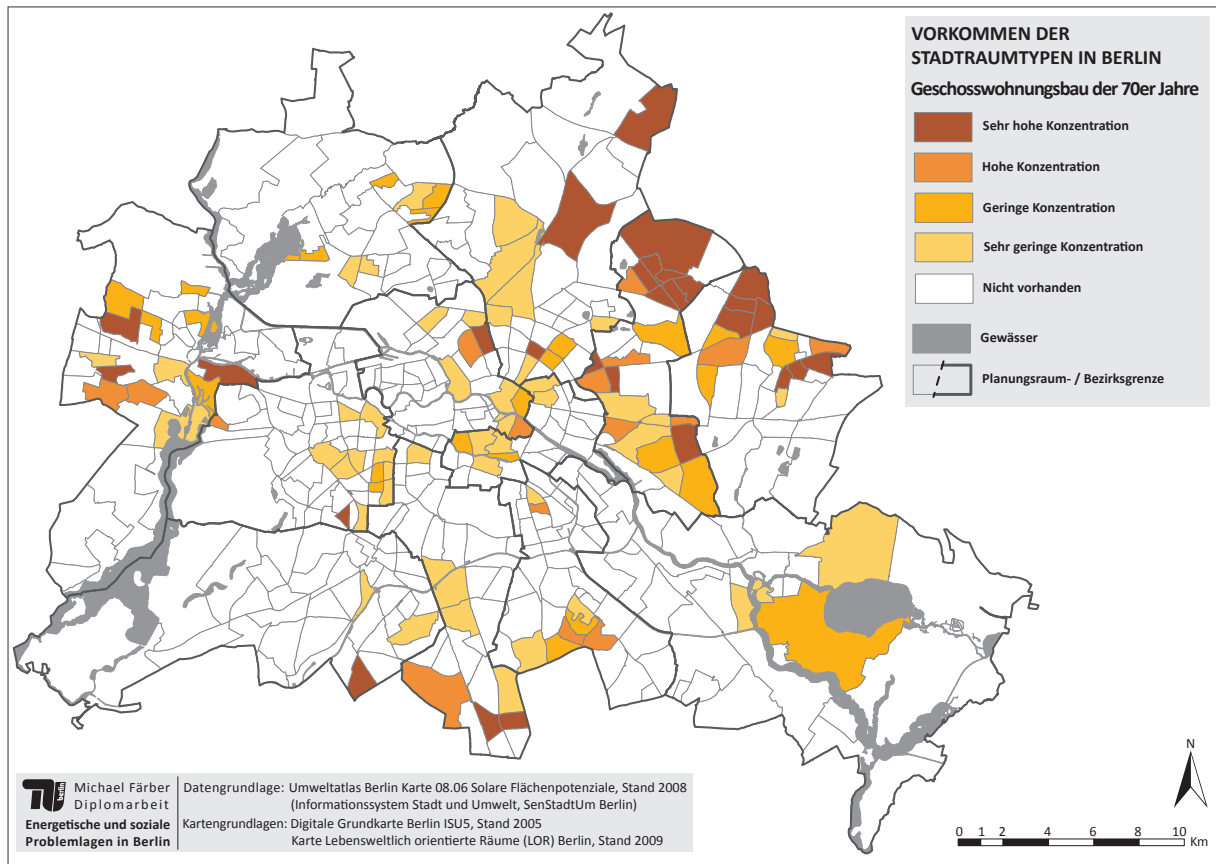 VORKOMMEN DER
STADTRAUMTYPEN IN BERLIN
Geschosswohnungsbau der 70er Jahre
Sehr hohe Konzentration
Hohe Konzentration
Geringe Konzentration
Sehr geringe Konzentration
Nicht vorhanden
Gewässer
Planungsraum- / Bezirksgrenze
berlin
Michael Färber
Diplomarbeit
Energetische und soziale
Problemlagen in Berlin
Datengrundlage: Umweltatlas Berlin Karte 08.06 Solare Flächenpotenziale, Stand 2008
(Informationssystem Stadt und Umwelt, SenStadtUm Berlin)
Kartengrundlagen: Digitale Grundkarte Berlin ISU5, Stand 2005
Karte Lebensweltlich orientierte Räume (LOR) Berlin, Stand 2009
N
0 1 2 4 6 8 10
Km